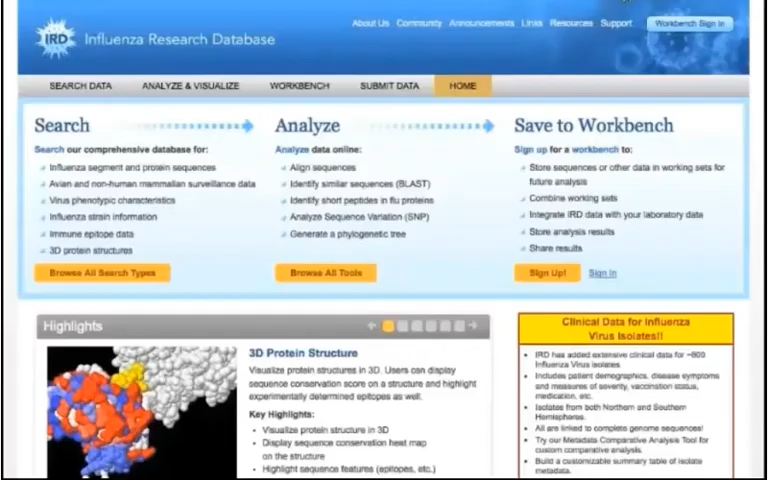 About Us Community Announcements Links Resources Support Workbench Sign In
IRD Influenza Research Database
SEARCH DATA ANALYZE & VISUALIZE WORKBENCH SUBMIT DATA HOME
Search
Search our comprehensive database for:
Influenza segment and protein sequences
Avian and non-human mammalian surveillance data
Virus phenotypic characteristics
Influenza strain information
Immune epitope data
3D protein structures
Browse All Search Types
Analyze
Analyze data online:
Align sequences
Identify similar sequences (BLAST)
Identify short peptides in flu proteins
Analyze Sequence Variation (SNP)
Generate a phylogenetic tree
Browse All Tools
Save to Workbench
Sign up for a workbench to:
Store sequences or other data in working sets for
future analysis
Combine working sets
Integrate IRD data with your laboratory data
Store analysis results
Share results
Sign Up! Sign In
Highlights
3D Protein Structure
Visualize protein structures in 3D. Users can display
sequence conservation score on a structure and highlight
experimentally determined epitopes as well.
Key Highlights:
Visualize protein structure in 3D
Display sequence conservation heat map
on the structure
Highlight sequence features (epitopes, etc.)
Clinical Data for Influenza
Virus Isolates!!
IRD has added extensive clinical data for ~600
Influenza Virus isolates
Includes patient demographics, disease symptoms
and measures of severity, vaccination status,
medication, etc.
Isolates from both Northern and Southern
Hemispheres.
All are linked to complete genome sequences!
Try our Metadata Comparative Analysis Tool for
custom comparative analysis.
Build a customizable summary table of isolate
metadata.